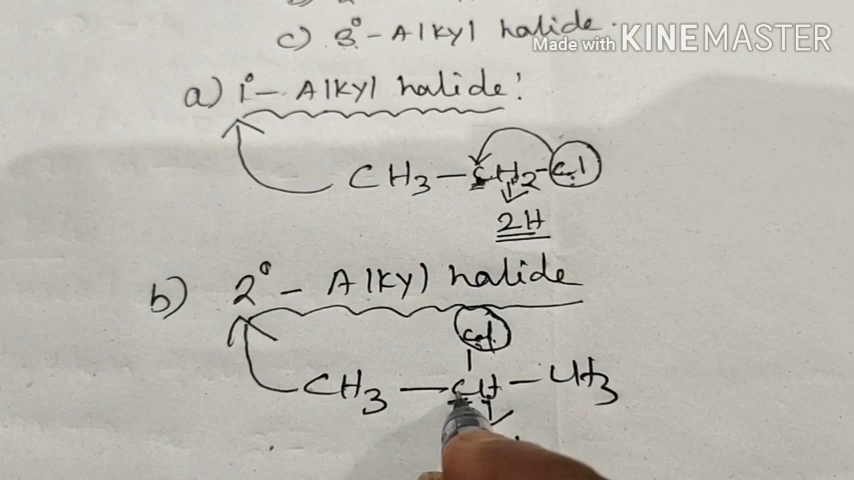 c) 3° - Alkyl halide.
Made with KINEMASTER
a) 1° - Alkyl halide:
CH3 - CH2 - Cl
2H
b) 2° - Alkyl halide
Cl
CH3 - CH - CH3